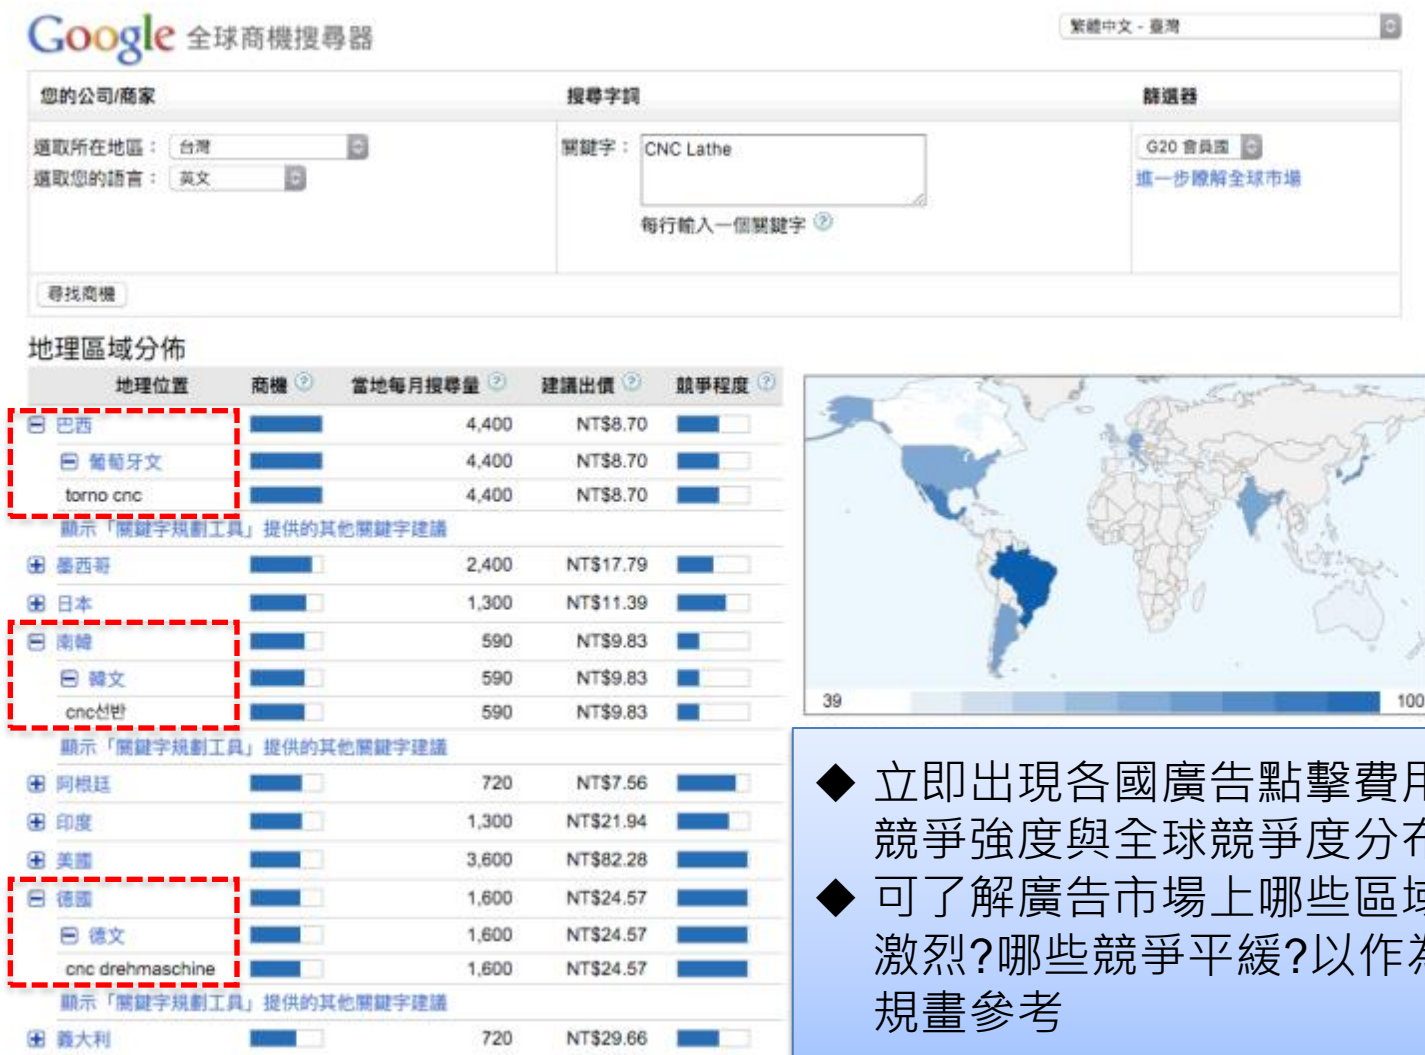 Google 全球商機搜尋器
繁體中文 - 臺灣
您的公司/商家 搜尋字詞 篩選器
選取所在地區： 台灣 關鍵字： CNC Lathe G20 會員國
選取您的語言： 英文 進一步瞭解全球市場
每行輸入一個關鍵字 ?
尋找商機
地理區域分佈
地理位置 商機 ? 當地每月搜尋量 ? 建議出價 ? 競爭程度 ?
巴西 4,400 NT$8.70
葡萄牙文 4,400 NT$8.70
torno cnc 4,400 NT$8.70
顯示「關鍵字規劃工具」提供的其他關鍵字建議
墨西哥 2,400 NT$17.79
日本 1,300 NT$11.39
南韓 590 NT$9.83
韓文 590 NT$9.83
cnc선반 590 NT$9.83
顯示「關鍵字規劃工具」提供的其他關鍵字建議
阿根廷 720 NT$7.56
印度 1,300 NT$21.94
美國 3,600 NT$82.28
德國 1,600 NT$24.57
德文 1,600 NT$24.57
cnc drehmaschine 1,600 NT$24.57
顯示「關鍵字規劃工具」提供的其他關鍵字建議
義大利 720 NT$29.66
39 100
◆ 立即出現各國廣告點擊費用
競爭強度與全球競爭度分布
◆ 可了解廣告市場上哪些區域
激烈?哪些競爭平緩?以作為
規畫參考